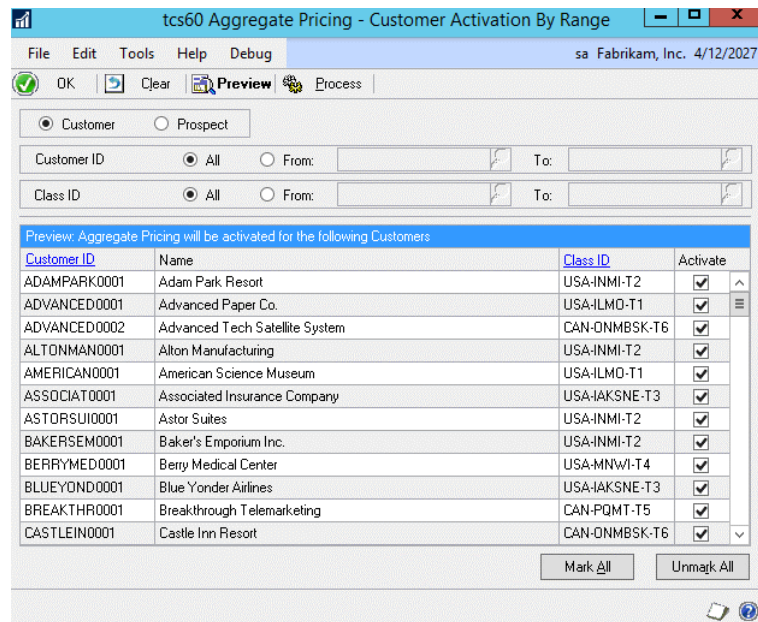 tcs60 Aggregate Pricing - Customer Activation By Range
File Edit Tools Help Debug sa Fabrikam, Inc. 4/12/2027
OK Clear Preview Process
Customer Prospect
Customer ID All From: To:
Class ID All From: To:
Preview: Aggregate Pricing will be activated for the following Customers
Customer ID Name Class ID Activate
ADAMPARK0001 Adam Park Resort USA-INMI-T2
ADVANCED0001 Advanced Paper Co. USA-ILMO-T1
ADVANCED0002 Advanced Tech Satellite System CAN-ONMBSK-T6
ALTONMAN0001 Alton Manufacturing USA-INMI-T2
AMERICAN0001 American Science Museum USA-ILMO-T1
ASSOCIAT0001 Associated Insurance Company USA-IAKSNE-T3
ASTORSUI0001 Astor Suites USA-INMI-T2
BAKERSEM0001 Baker's Emporium Inc. USA-INMI-T2
BERRYMED0001 Berry Medical Center USA-MNWI-T4
BLUEYOND0001 Blue Yonder Airlines USA-IAKSNE-T3
BREAKTHR0001 Breakthrough Telemarketing CAN-PQMT-T5
CASTLEIN0001 Castle Inn Resort CAN-ONMBSK-T6
Mark All Unmark All